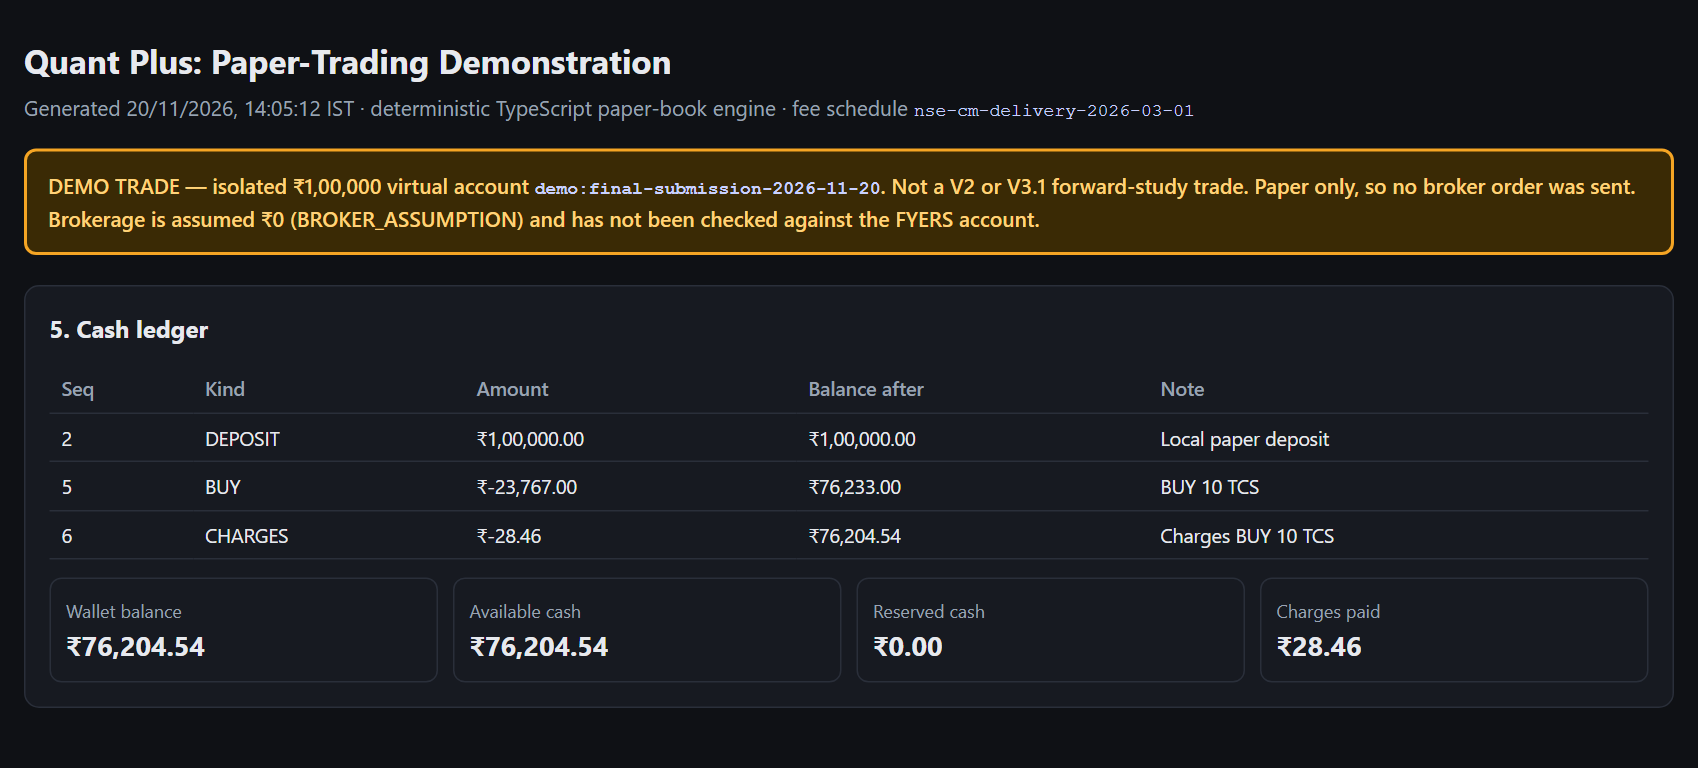 Quant Plus: Paper-Trading Demonstration
Generated 20/11/2026, 14:05:12 IST · deterministic TypeScript paper-book engine · fee schedule nse-cm-delivery-2026-03-01
DEMO TRADE — isolated ₹1,00,000 virtual account demo:final-submission-2026-11-20. Not a V2 or V3.1 forward-study trade. Paper only, so no broker order was sent.
Brokerage is assumed ₹0 (BROKER_ASSUMPTION) and has not been checked against the FYERS account.
5. Cash ledger
Seq Kind Amount Balance after Note
2 DEPOSIT ₹1,00,000.00 ₹1,00,000.00 Local paper deposit
5 BUY ₹-23,767.00 ₹76,233.00 BUY 10 TCS
6 CHARGES ₹-28.46 ₹76,204.54 Charges BUY 10 TCS
Wallet balance Available cash Reserved cash Charges paid
₹76,204.54 ₹76,204.54 ₹0.00 ₹28.46